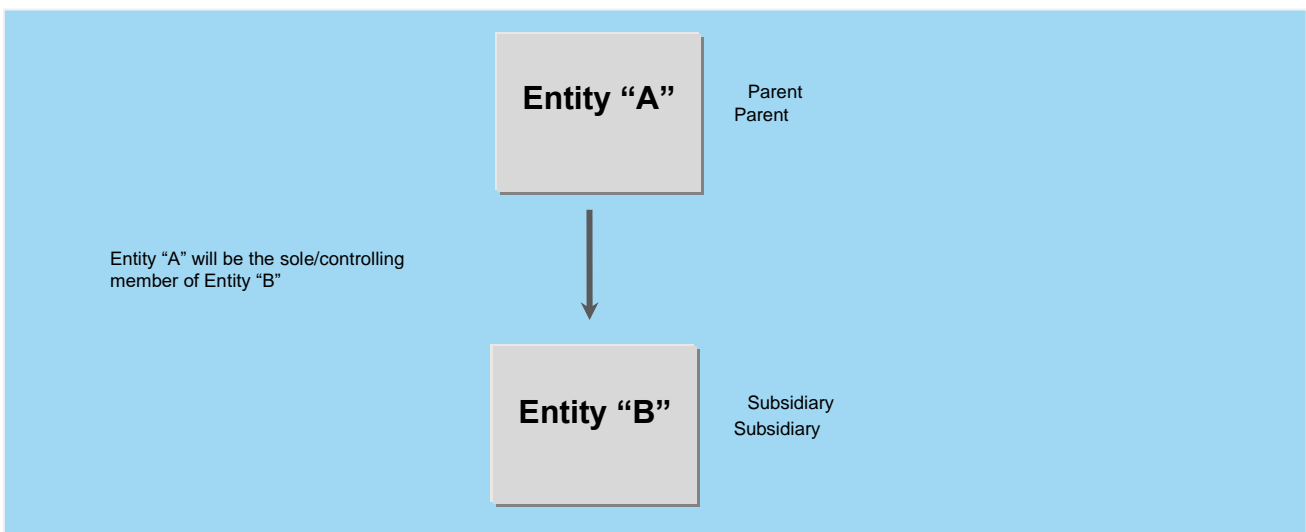 Entity “A”
Parent
Parent
Entity “A” will be the sole/controlling
member of Entity “B”
Entity “B”
Subsidiary
Subsidiary